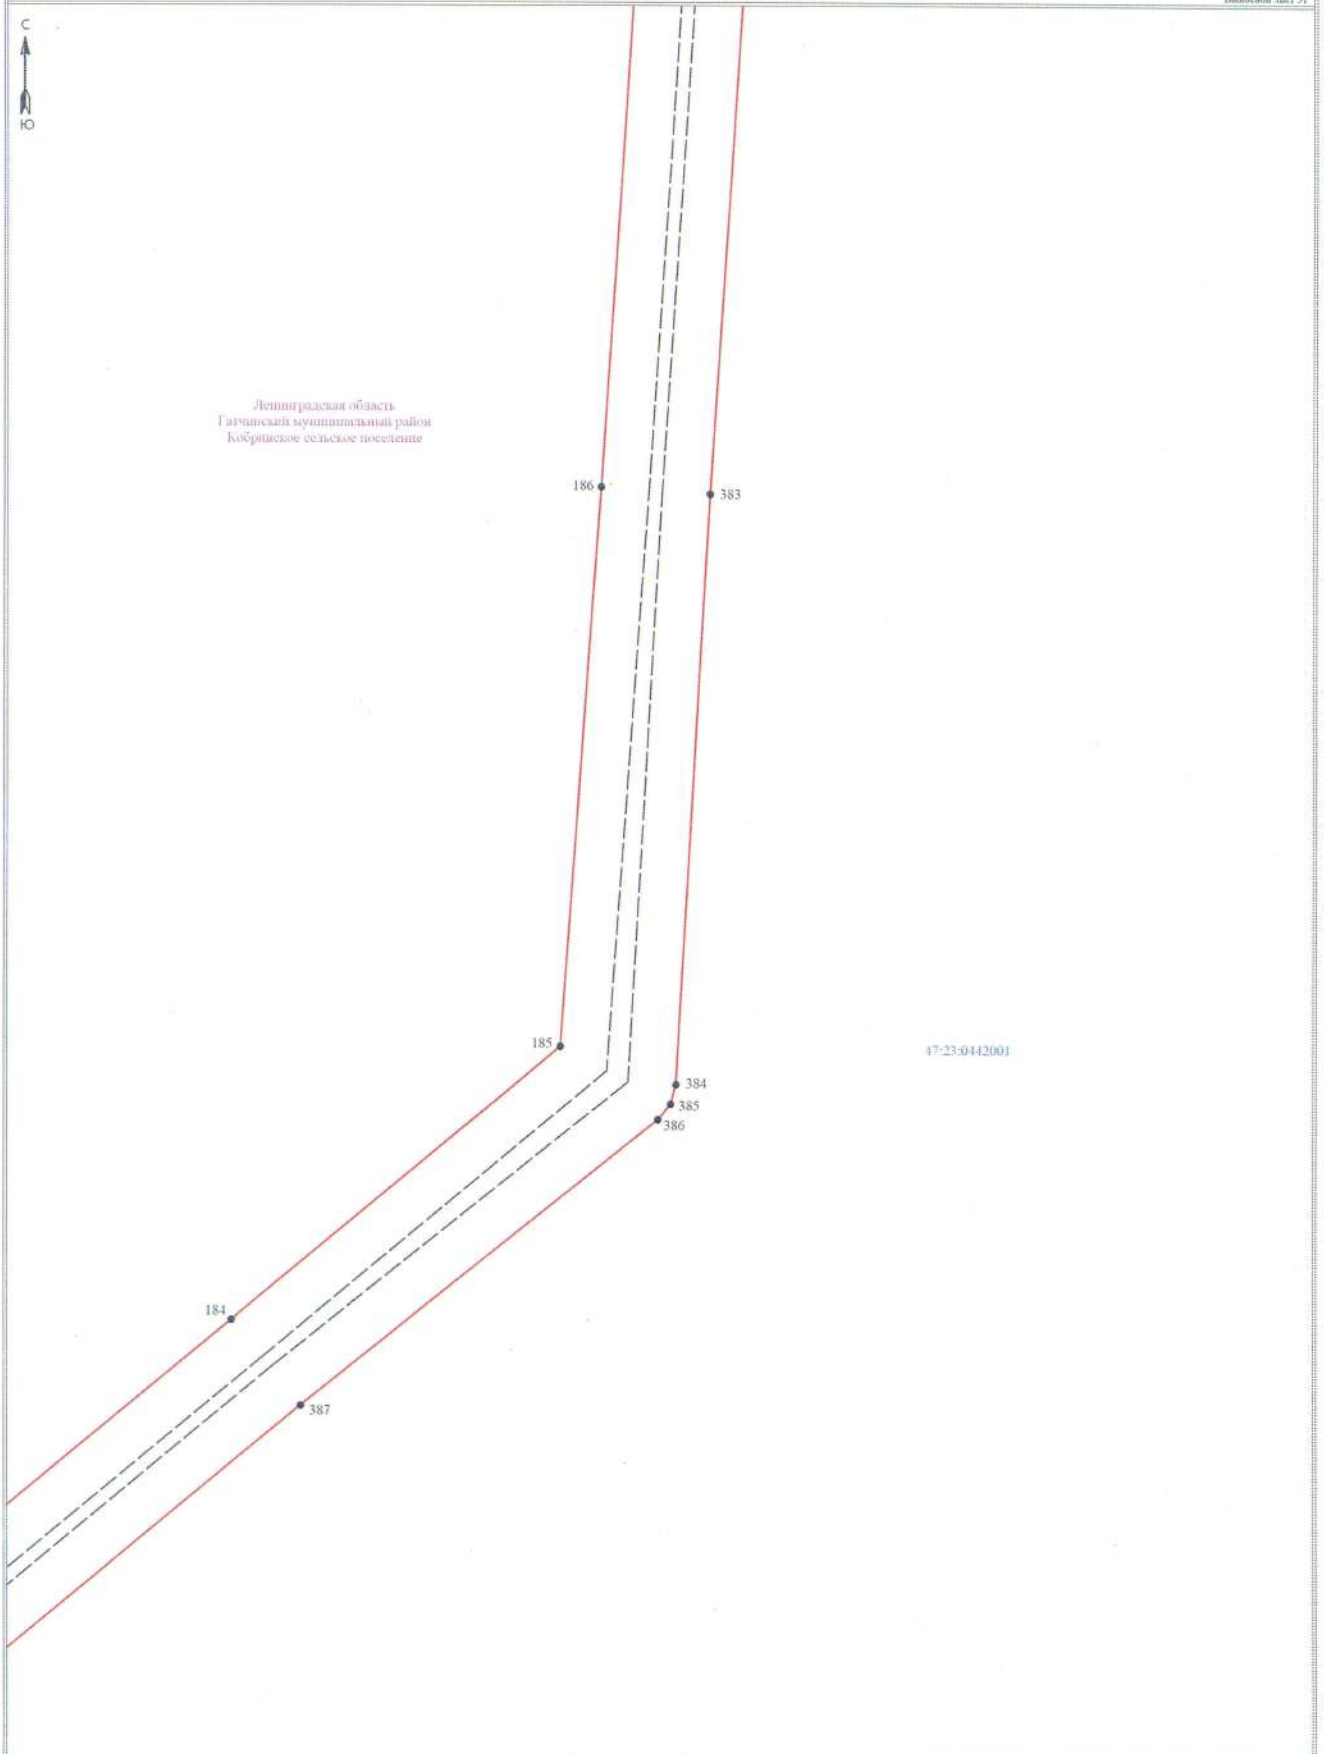 С
Ю
Ленинградская область
Гатчинский муниципальный район
Кобринское сельское поселение
186
383
185
47:23:0442001
384
385
386
184
387